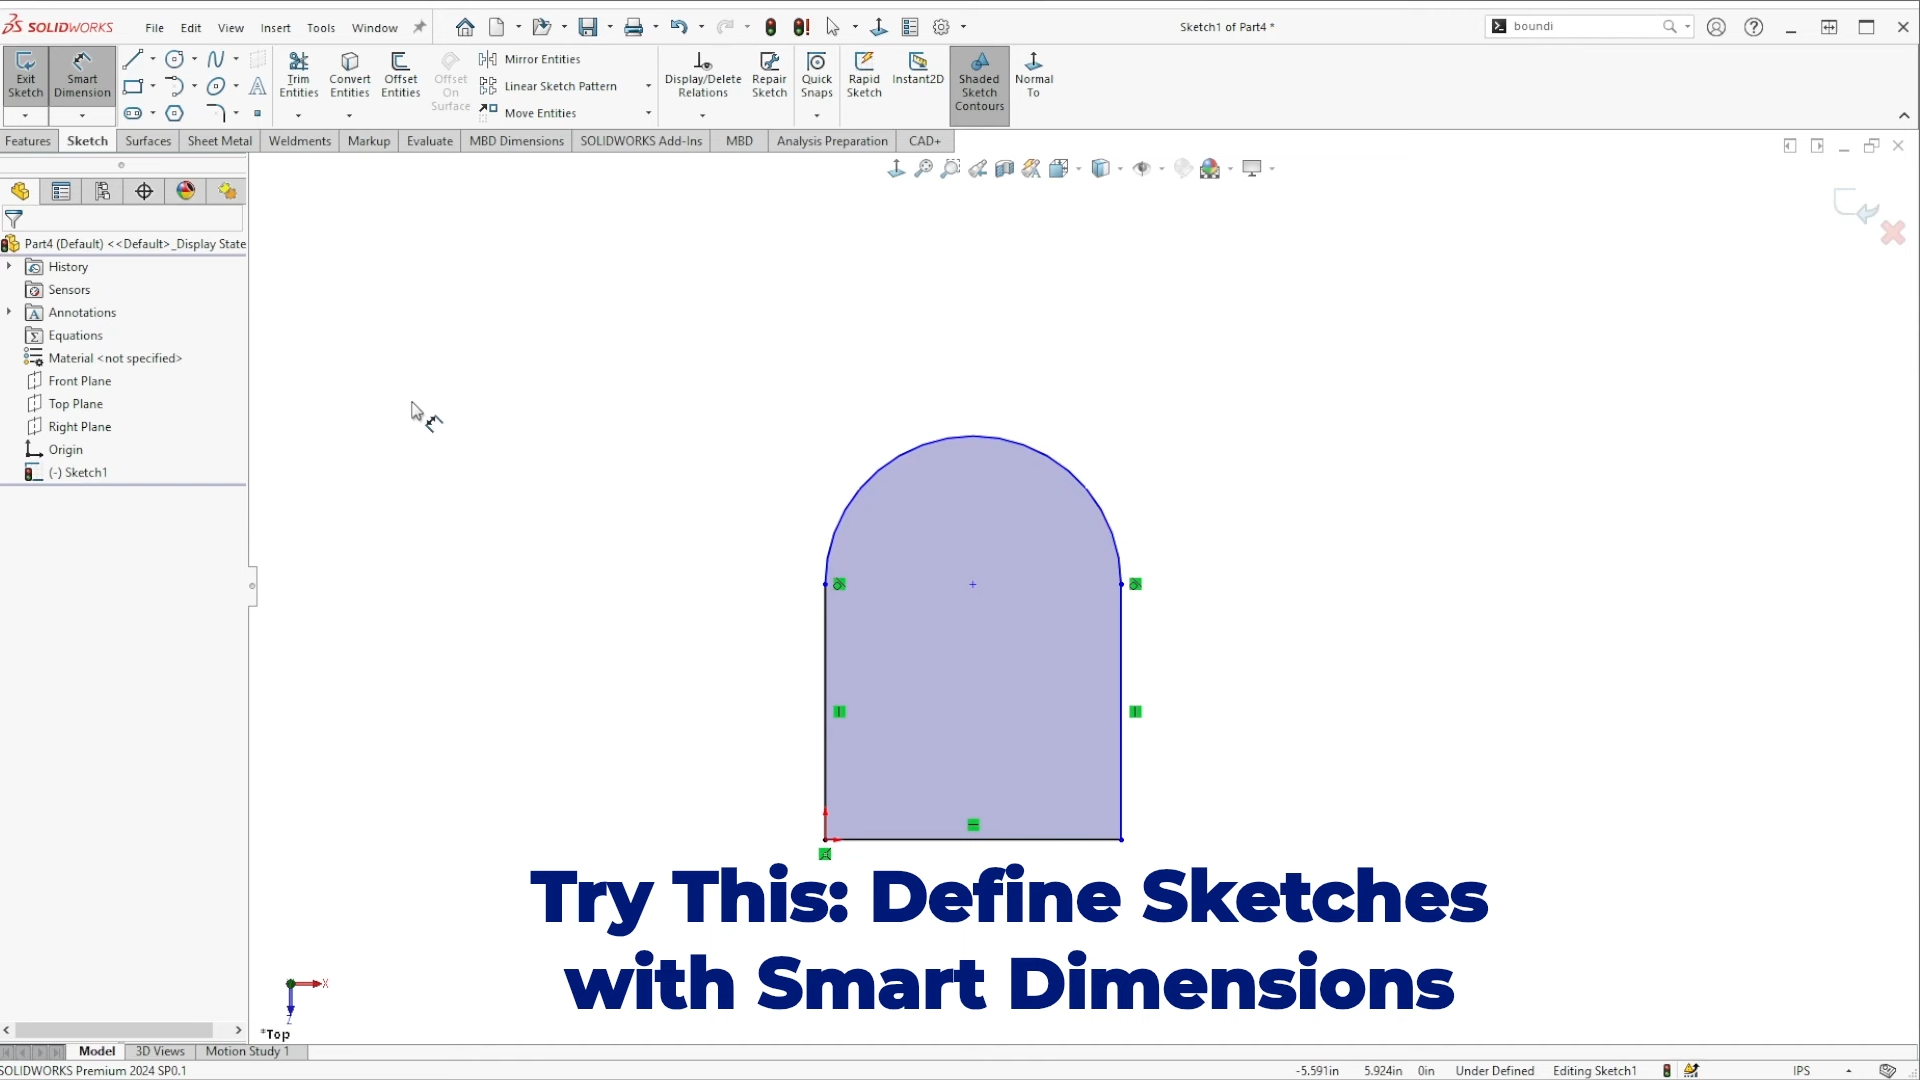 SOLIDWORKS File Edit View Insert Tools Window Sketch1 of Part4 * boundi
Exit Sketch
Smart Dimension
Trim Entities
Convert Entities
Offset Entities
Offset On Surface
Mirror Entities
Linear Sketch Pattern
Move Entities
Display/Delete Relations
Repair Sketch
Quick Snaps
Rapid Sketch
Instant2D
Shaded Sketch Contours
Normal To
Features Sketch Surfaces Sheet Metal Weldments Markup Evaluate MBD Dimensions SOLIDWORKS Add-Ins MBD Analysis Preparation CAD+
Part4 (Default) <<Default>_Display State
History
Sensors
Annotations
Equations
Material <not specified>
Front Plane
Top Plane
Right Plane
Origin
(-) Sketch1
Try This: Define Sketches
with Smart Dimensions
X
Z
*Top
Model 3D Views Motion Study 1
SOLIDWORKS Premium 2024 SP0.1 -5.591in 5.924in 0in Under Defined Editing Sketch1 IPS